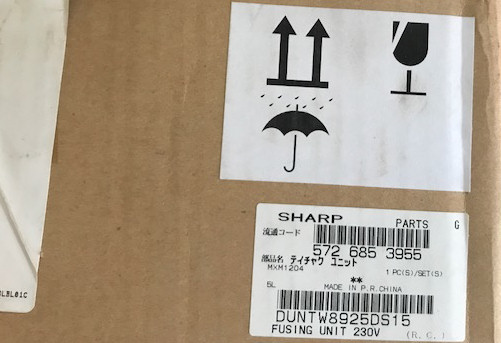 SHARP PARTS G
流通コード
572 685 3955
部品名 テイチャク ユニット
MXM1204 1 PC(S)/SET(S)
**
BL MADE IN P.R.CHINA
DUNTW8925DS15
FUSING UNIT 230V (R.C.)
LBL01C